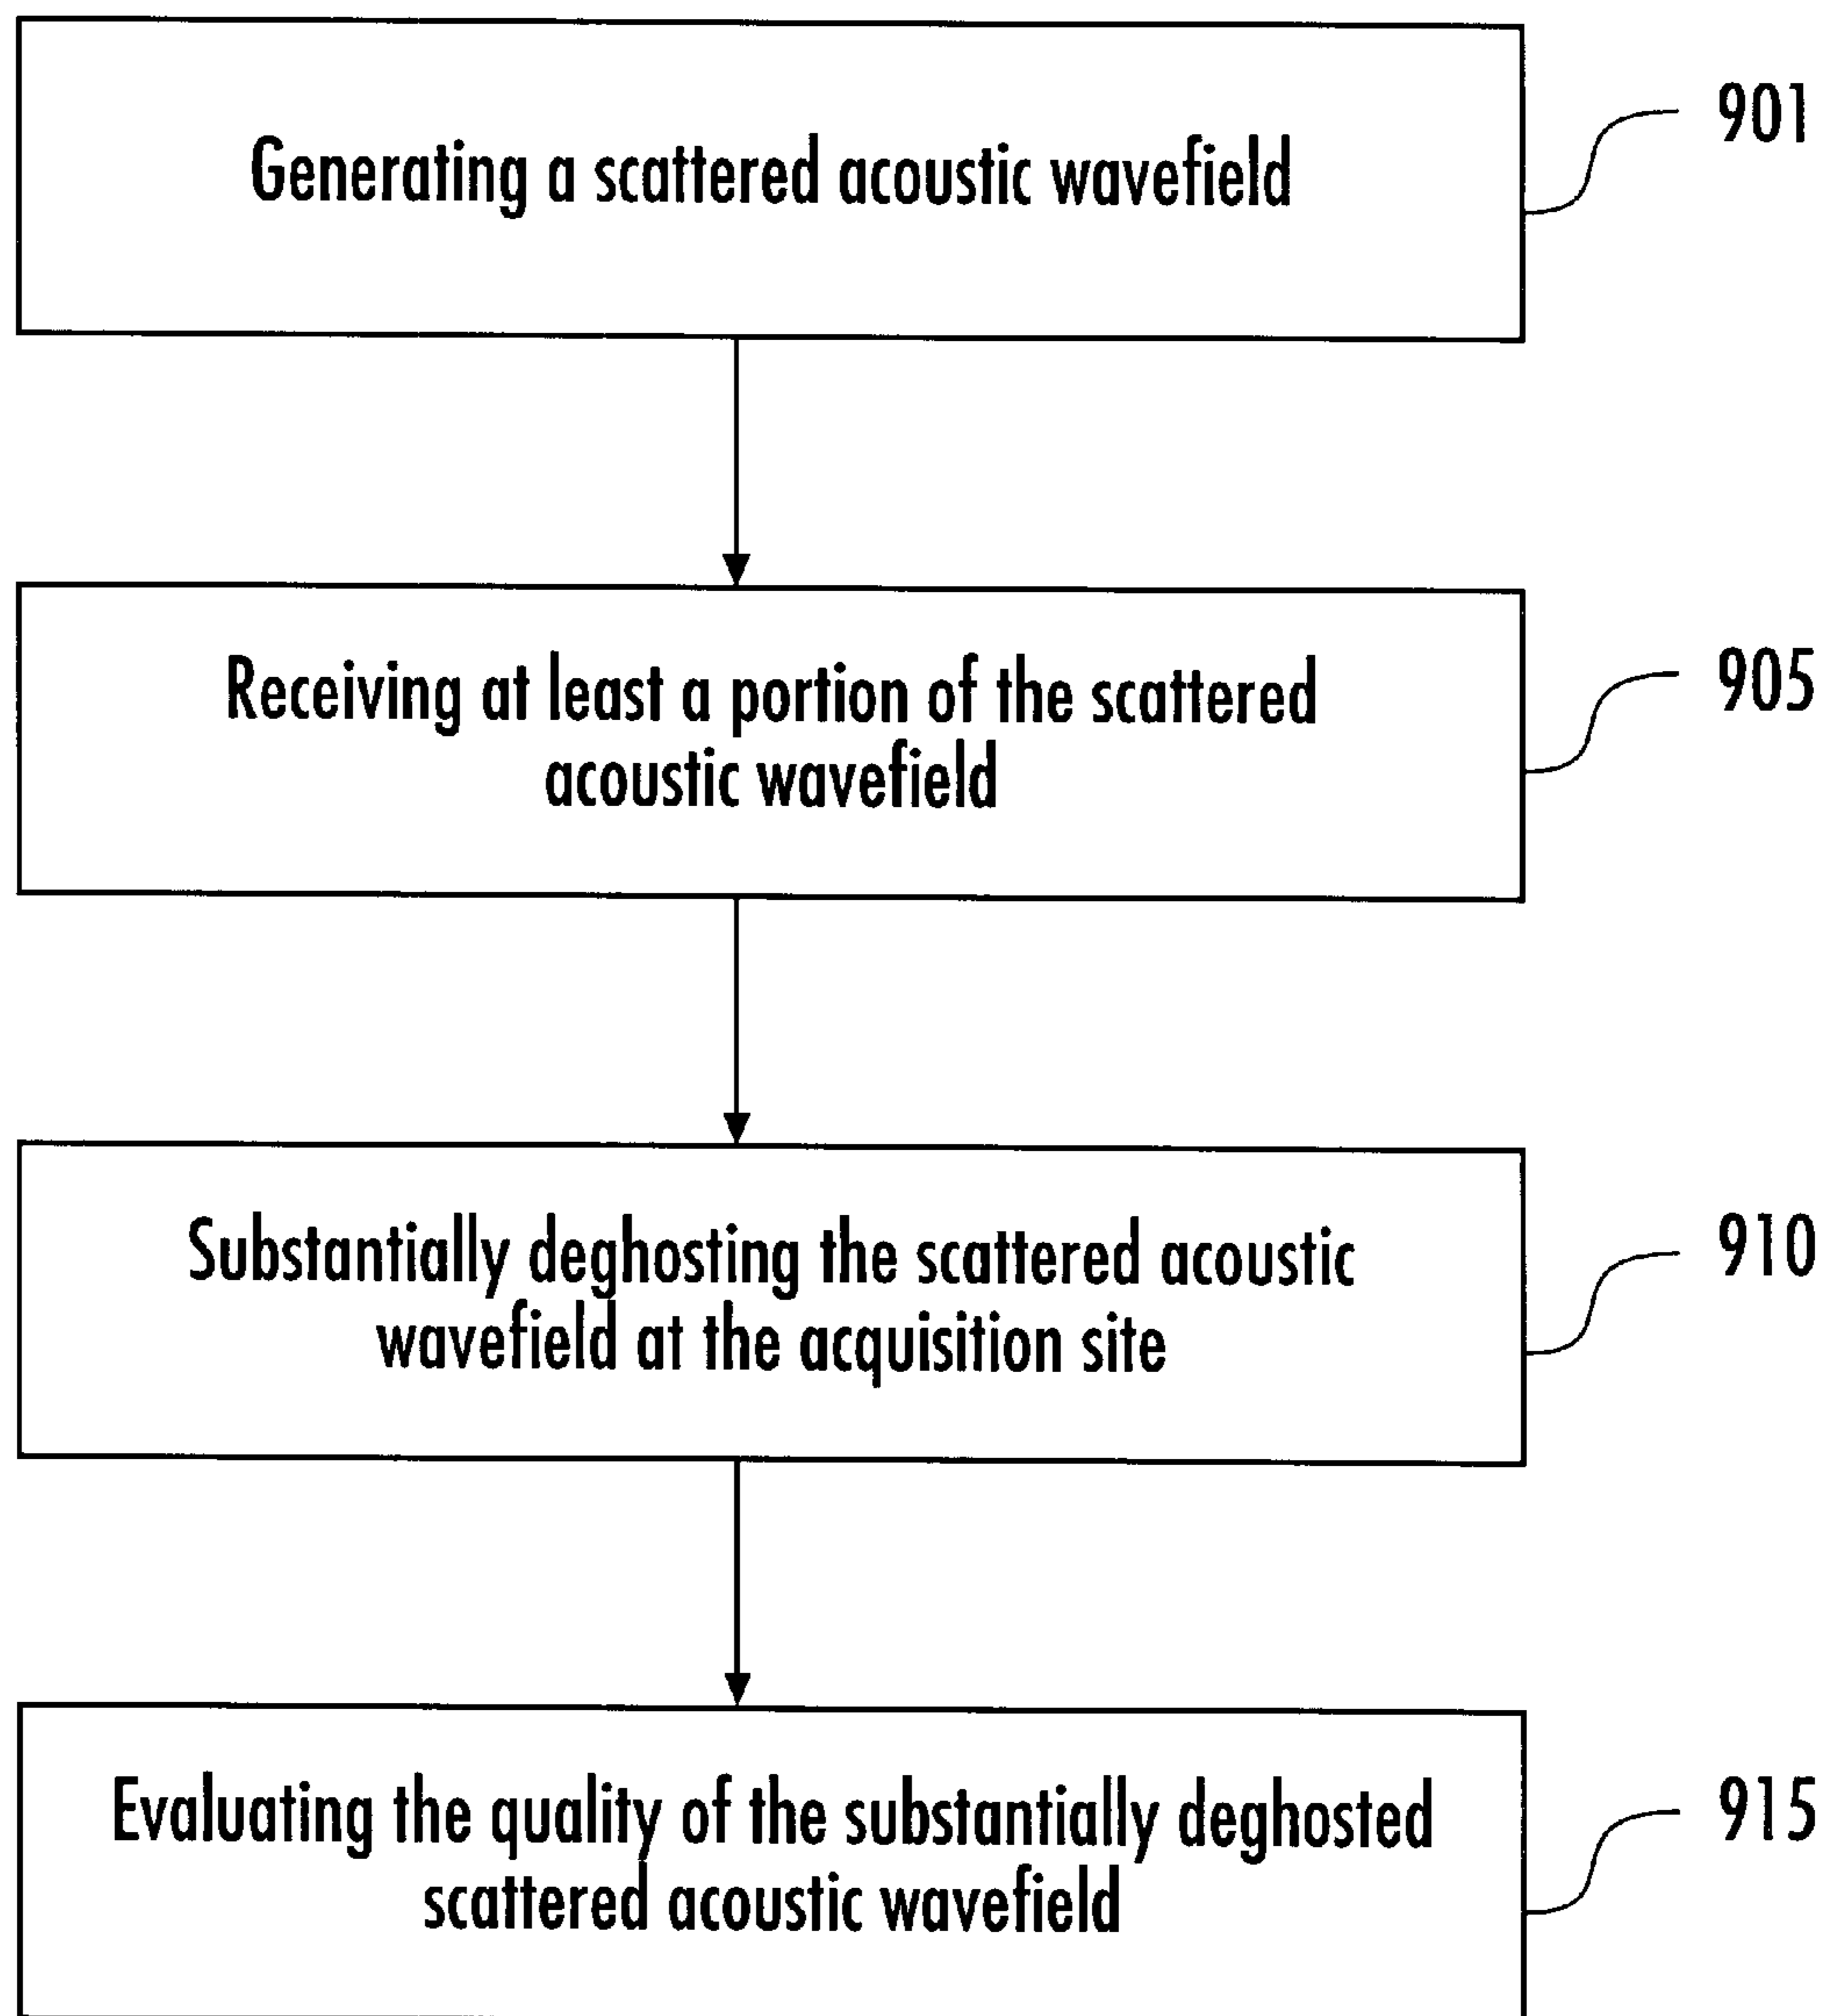 Generating a scattered acoustic wavefield
901
Receiving at least a portion of the scattered
acoustic wavefield
905
Substantially deghosting the scattered acoustic
wavefield at the acquisition site
910
Evaluating the quality of the substantially deghosted
scattered acoustic wavefield
915